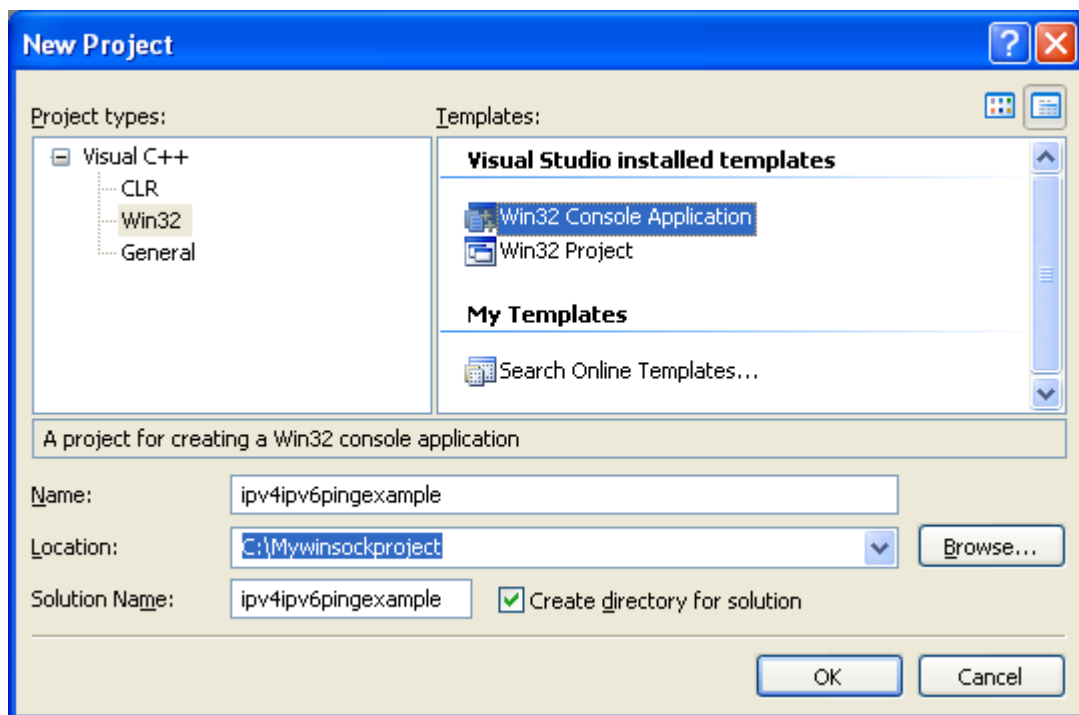 New Project
Project types:
Templates:
Visual C++
CLR
Win32
General
Visual Studio installed templates
Win32 Console Application
Win32 Project
My Templates
Search Online Templates...
A project for creating a Win32 console application
Name:
ipv4ipv6pingexample
Location:
C:\Mywinsockproject
Browse...
Solution Name:
ipv4ipv6pingexample
Create directory for solution
OK
Cancel